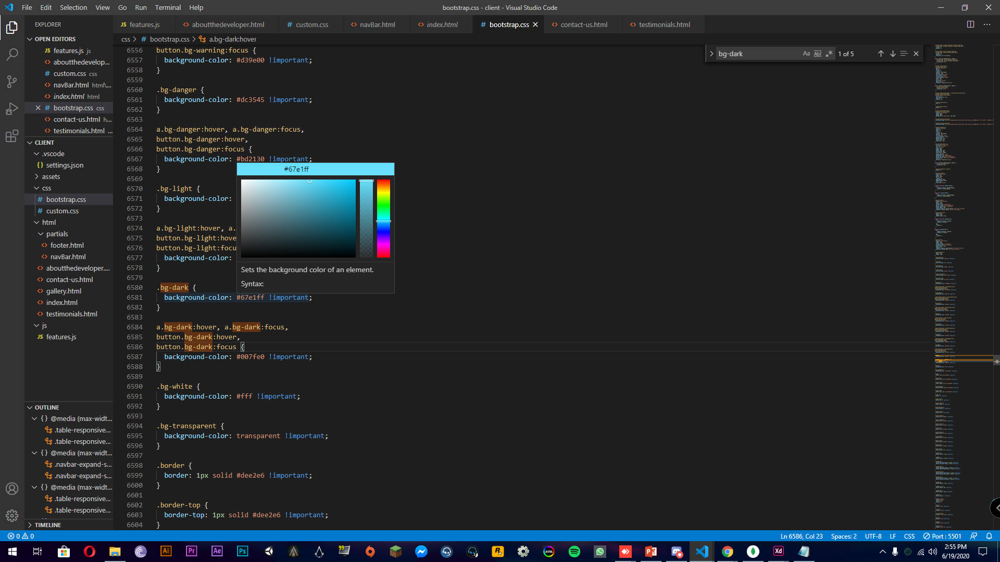 File Edit Selection View Go Run Terminal Help
bootstrap.css - client - Visual Studio Code
EXPLORER
JS features.js
<> aboutthedeveloper.html
# custom.css
<> navBar.html
<> index.html
# bootstrap.css
<> contact-us.html
<> testimonials.html
OPEN EDITORS
JS features.js js
<> aboutthedevelop...
# custom.css css
<> navBar.html html\...
<> index.html html
# bootstrap.css css
<> contact-us.html h...
<> testimonials.html ...
CLIENT
.vscode
{} settings.json
assets
css
# bootstrap.css
# custom.css
html
partials
<> footer.html
<> navBar.html
<> aboutthedeveloper....
<> contact-us.html
<> gallery.html
<> index.html
<> testimonials.html
js
JS features.js
OUTLINE
{} @media (max-widt...
.table-responsive...
.table-responsive...
{} @media (max-widt...
.navbar-expand-s...
.navbar-expand-s...
{} @media (max-widt...
.table-responsive...
.table-responsive...
TIMELINE
css > # bootstrap.css > a.bg-dark:hover
bg-dark Aa Abl .* 1 of 5
6556 button.bg-warning:focus {
6557 background-color: #d39e00 !important;
6558 }
6559
6560 .bg-danger {
6561 background-color: #dc3545 !important;
6562 }
6563
6564 a.bg-danger:hover, a.bg-danger:focus,
6565 button.bg-danger:hover,
6566 button.bg-danger:focus {
6567 background-color: #bd2130 !important;
6568 }
6569
6570 .bg-light {
6571 background-color:
6572 }
6573
6574 a.bg-light:hover, a.
6575 button.bg-light:hove
6576 button.bg-light:focu
6577 background-color:
6578 }
6579
6580 .bg-dark {
6581 background-color: #67e1ff !important;
6582 }
6583
6584 a.bg-dark:hover, a.bg-dark:focus,
6585 button.bg-dark:hover,
6586 button.bg-dark:focus {
6587 background-color: #007fe0 !important;
6588 }
6589
6590 .bg-white {
6591 background-color: #fff !important;
6592 }
6593
6594 .bg-transparent {
6595 background-color: transparent !important;
6596 }
6597
6598 .border {
6599 border: 1px solid #dee2e6 !important;
6600 }
6601
6602 .border-top {
6603 border-top: 1px solid #dee2e6 !important;
6604 }
#67e1ff
Sets the background color of an element.
Syntax:
0 0
Ln 6586, Col 23 Spaces: 2 UTF-8 LF CSS Port : 5501
Ai Pr Ae Ps 99 AURA R Xd
2:55 PM
6/19/2020